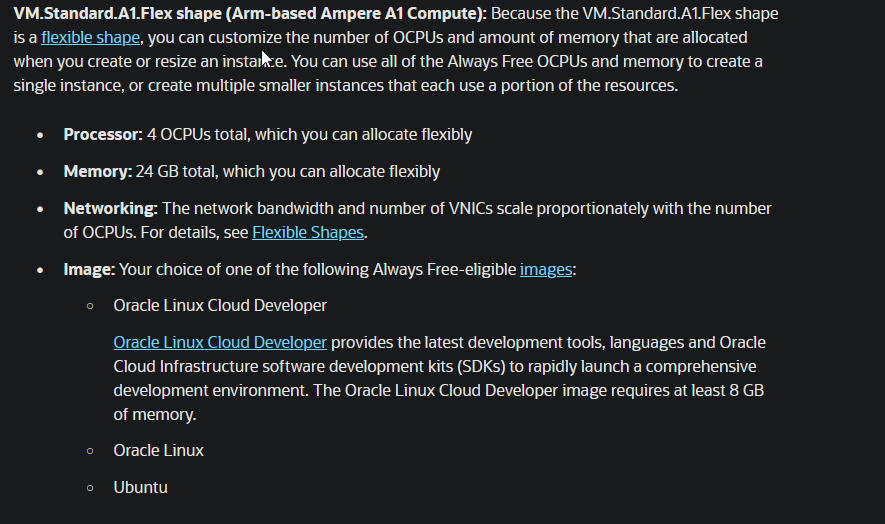 VM.Standard.A1.Flex shape (Arm-based Ampere A1 Compute): Because the VM.Standard.A1.Flex shape
is a flexible shape, you can customize the number of OCPUs and amount of memory that are allocated
when you create or resize an instance. You can use all of the Always Free OCPUs and memory to create a
single instance, or create multiple smaller instances that each use a portion of the resources.
• Processor: 4 OCPUs total, which you can allocate flexibly
• Memory: 24 GB total, which you can allocate flexibly
• Networking: The network bandwidth and number of VNICs scale proportionately with the number
of OCPUs. For details, see Flexible Shapes.
• Image: Your choice of one of the following Always Free-eligible images:
○ Oracle Linux Cloud Developer
Oracle Linux Cloud Developer provides the latest development tools, languages and Oracle
Cloud Infrastructure software development kits (SDKs) to rapidly launch a comprehensive
development environment. The Oracle Linux Cloud Developer image requires at least 8 GB
of memory.
○ Oracle Linux
○ Ubuntu